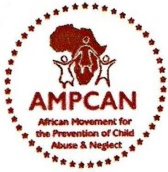 AMPCAN
African Movement for
the Prevention of Child
Abuse & Neglect